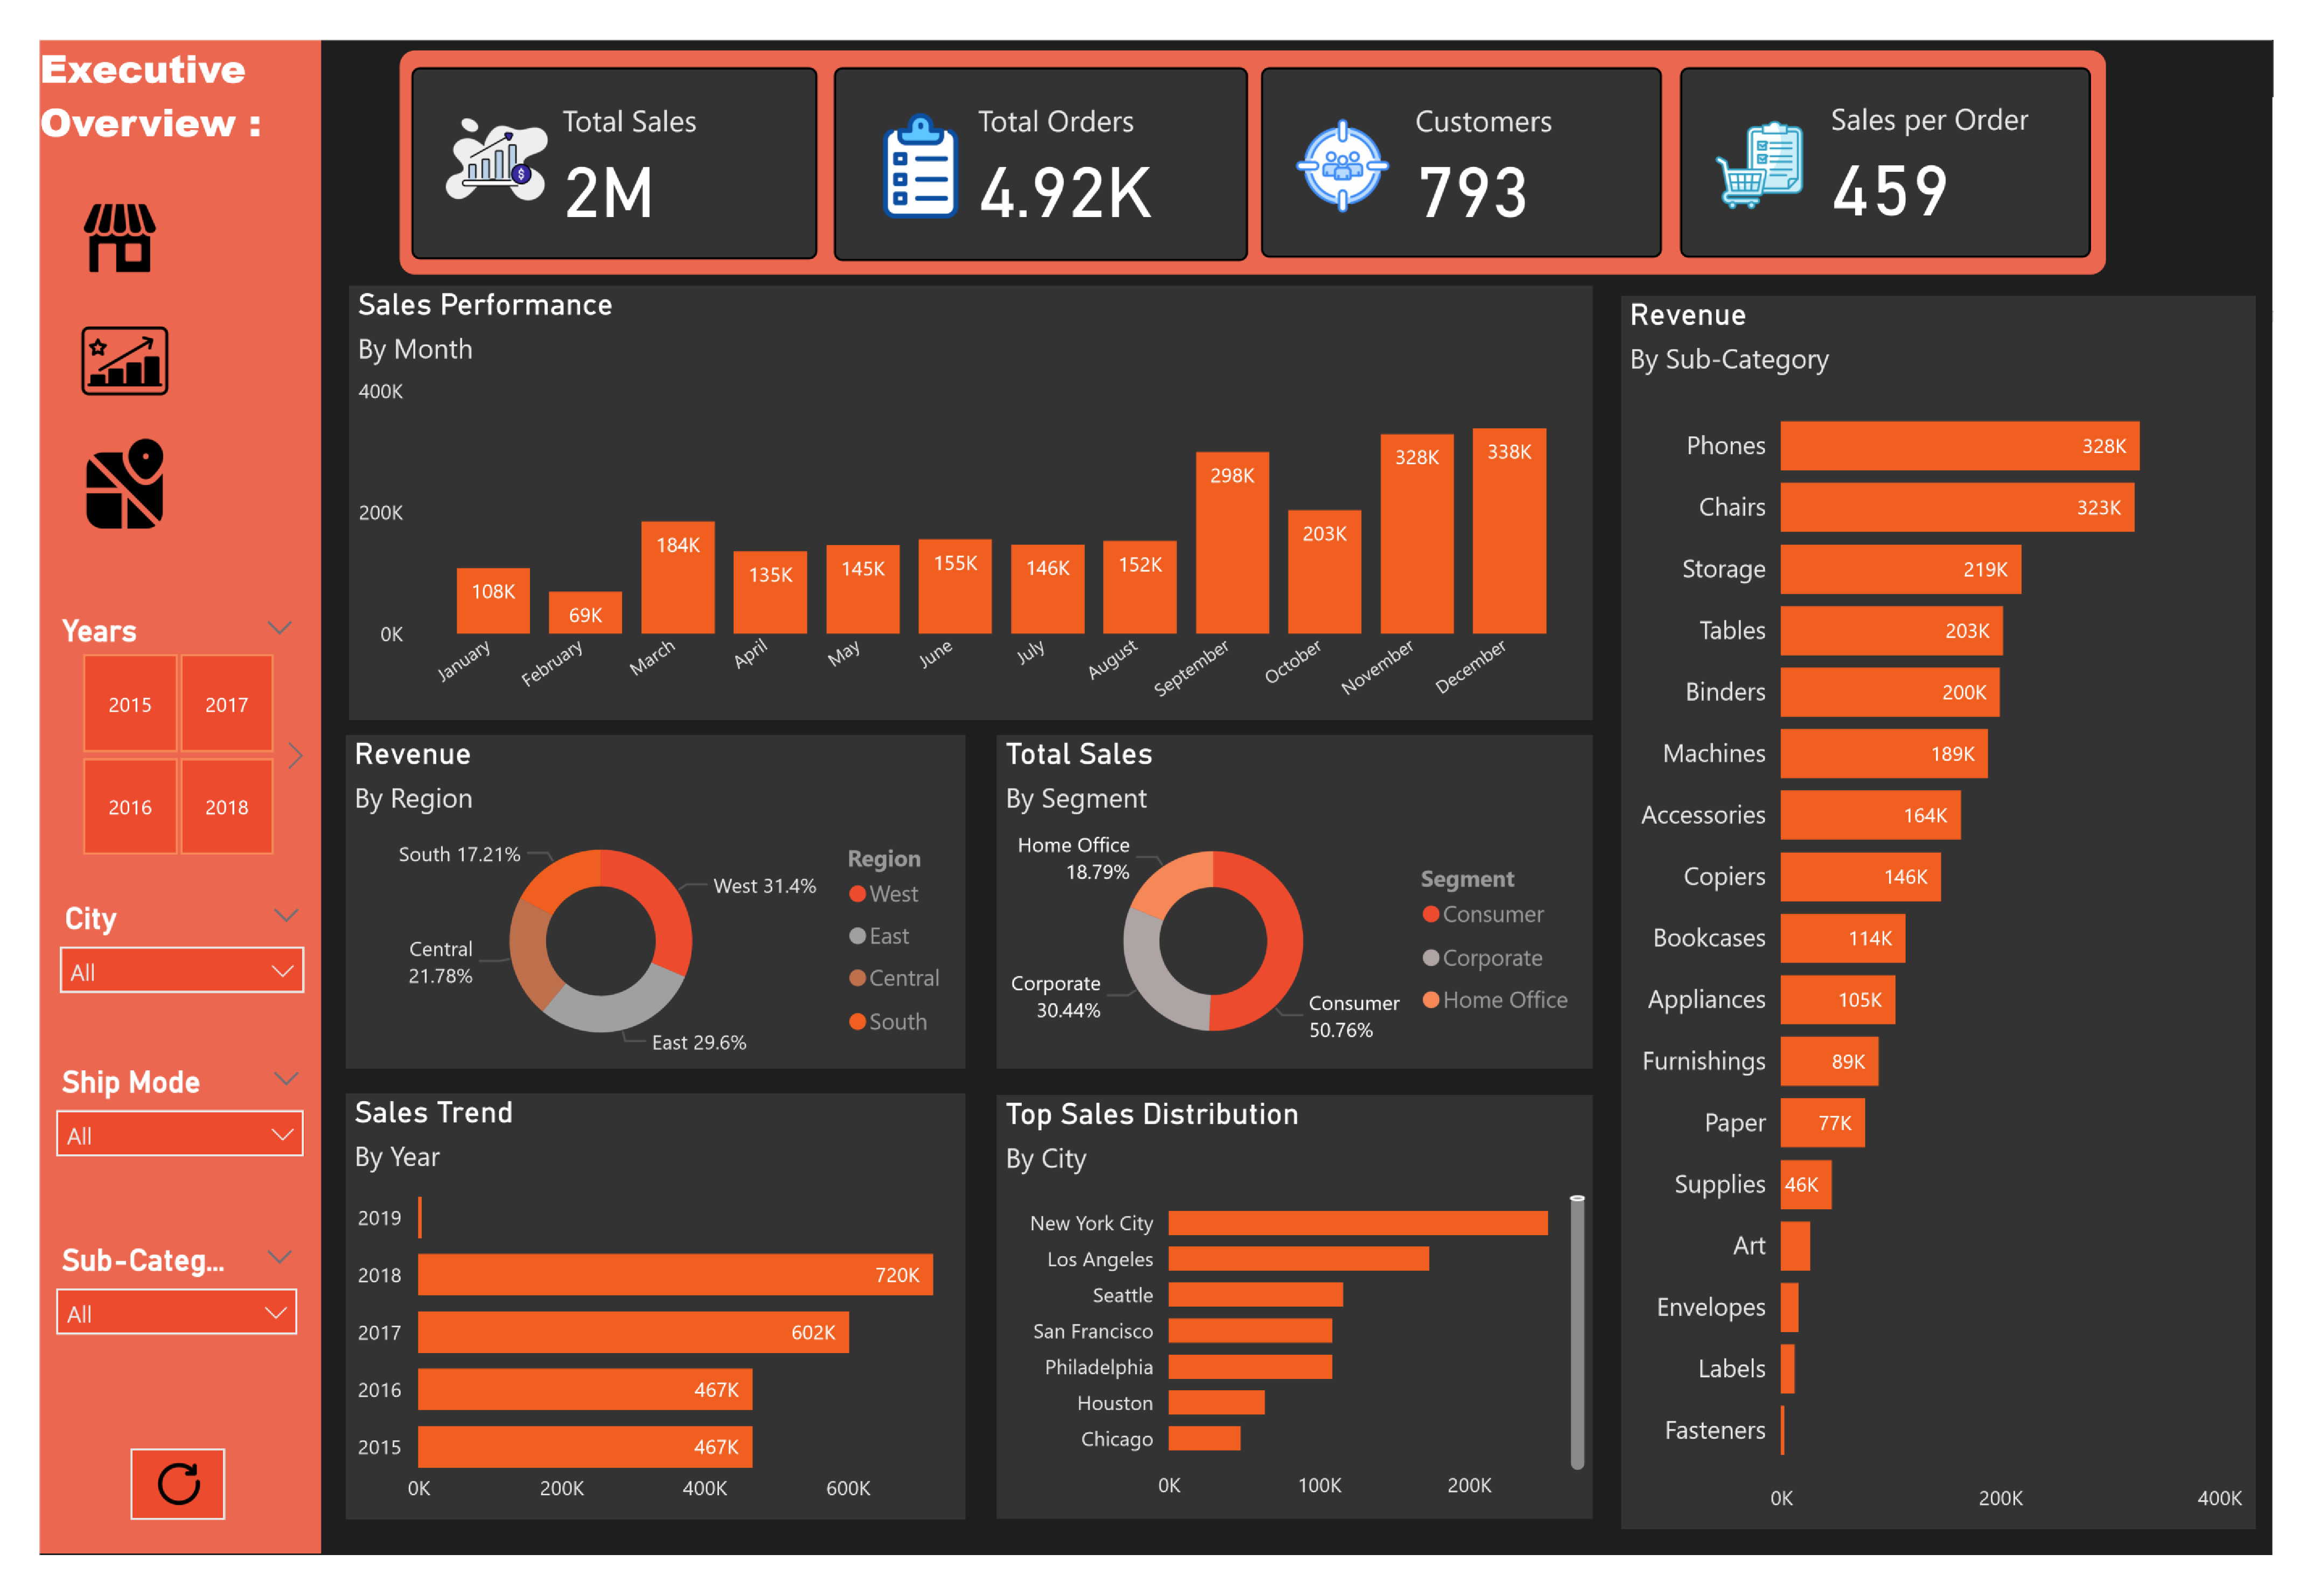 Executive
Overview :
Total Sales
2M
Total Orders
4.92K
Customers
793
Sales per Order
459
Years
2015
2017
2016
2018
City
All
Ship Mode
All
Sub-Categ...
All
Sales Performance
By Month
400K
200K
0K
108K
69K
184K
135K
145K
155K
146K
152K
298K
203K
328K
338K
January
February
March
April
May
June
July
August
September
October
November
December
Revenue
By Region
South 17.21%
West 31.4%
Central
21.78%
East 29.6%
Region
West
East
Central
South
Total Sales
By Segment
Home Office
18.79%
Corporate
30.44%
Consumer
50.76%
Segment
Consumer
Corporate
Home Office
Sales Trend
By Year
2019
2018
720K
2017
602K
2016
467K
2015
467K
0K
200K
400K
600K
Top Sales Distribution
By City
New York City
Los Angeles
Seattle
San Francisco
Philadelphia
Houston
Chicago
0K
100K
200K
Revenue
By Sub-Category
Phones
328K
Chairs
323K
Storage
219K
Tables
203K
Binders
200K
Machines
189K
Accessories
164K
Copiers
146K
Bookcases
114K
Appliances
105K
Furnishings
89K
Paper
77K
Supplies
46K
Art
Envelopes
Labels
Fasteners
0K
200K
400K